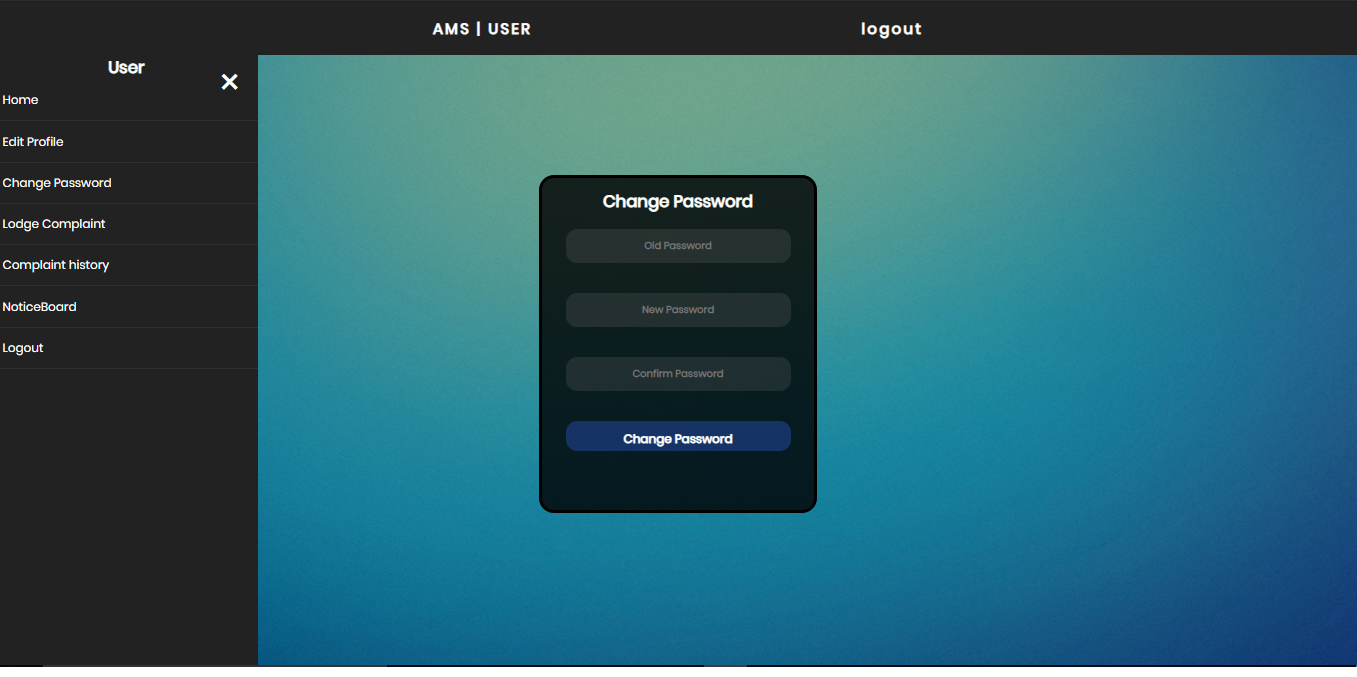 AMS | USER
logout
User
Home
Edit Profile
Change Password
Lodge Complaint
Complaint history
NoticeBoard
Logout
Change Password
Old Password
New Password
Confirm Password
Change Password